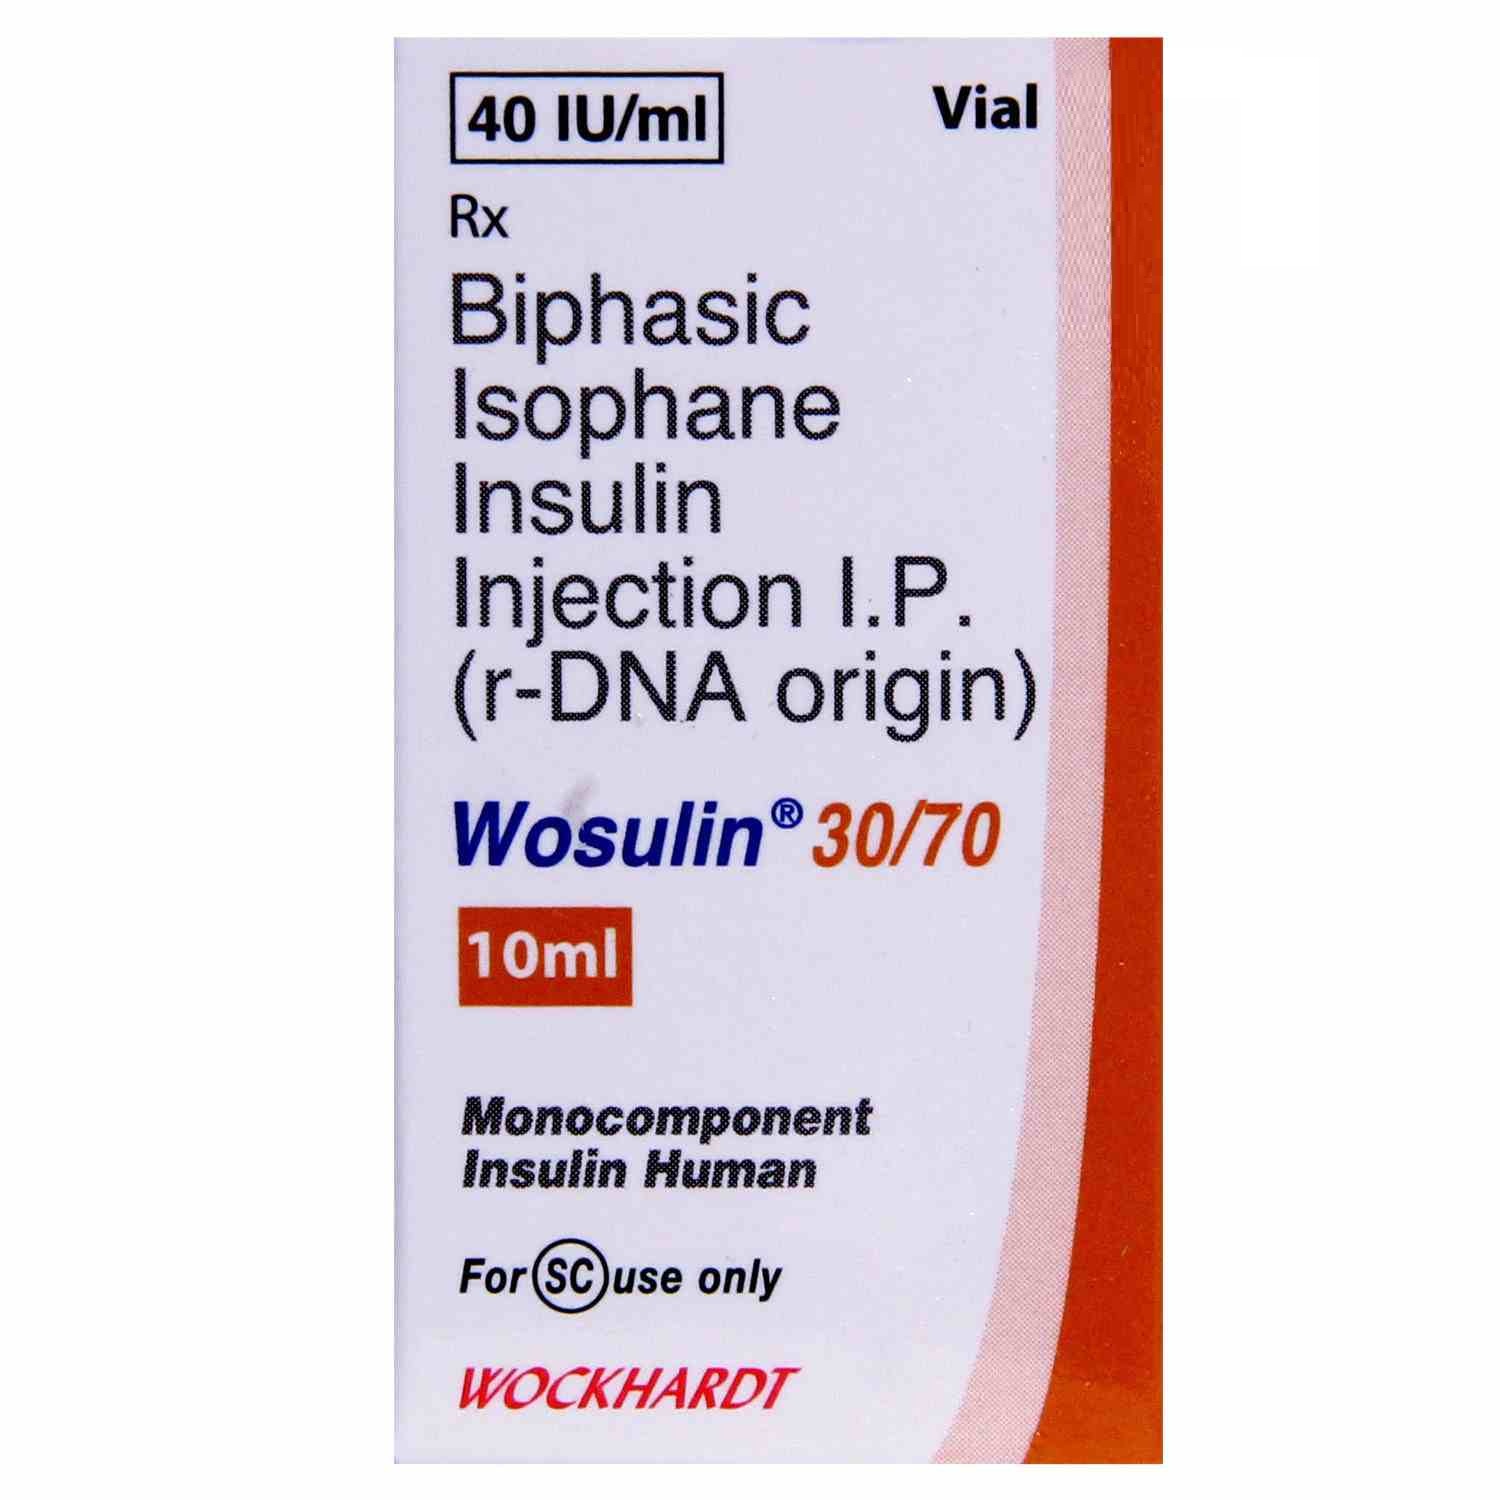 40 IU/ml
Vial
Rx
Biphasic
Isophane
Insulin
Injection I.P.
(r-DNA origin)
Wosulin® 30/70
10ml
Monocomponent
Insulin Human
For SC use only
WOCKHARDT